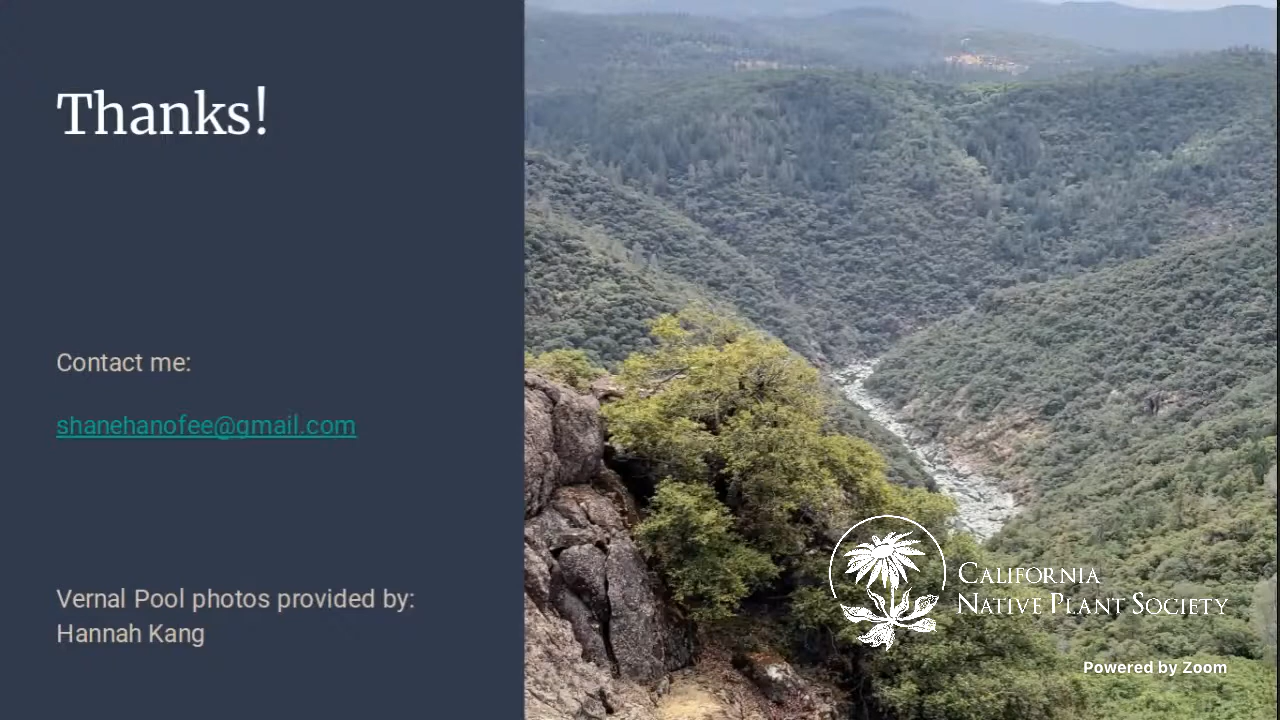 Thanks!
Contact me:
shanehanofee@gmail.com
Vernal Pool photos provided by:
Hannah Kang
CALIFORNIA
NATIVE PLANT SOCIETY
Powered by Zoom